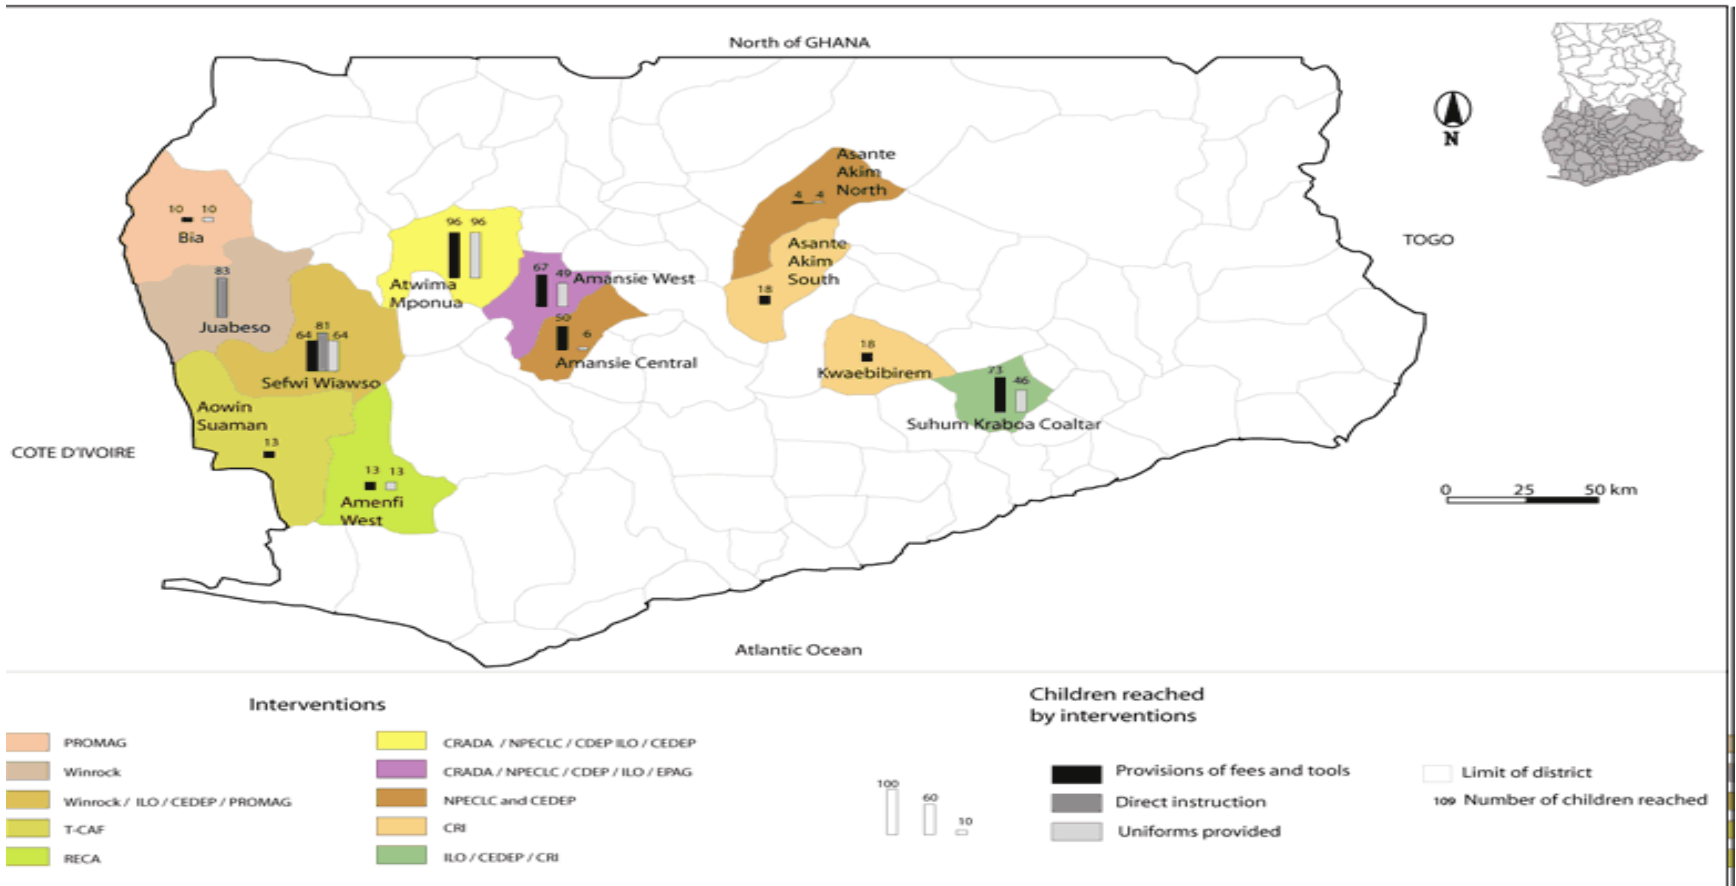 North of GHANA
N
TOGO
COTE D'IVOIRE
Atlantic Ocean
0 25 50 km
10 10
Bia
83
Juabeso
64 81 64
Sefwi Wiawso
Aowin
Suaman
13
13 13
Amenfi
West
96 96
Atwima
Mponua
67 49
Amansie West
50 6
Amansie Central
Asante
Akim
North
4 4
Asante
Akim
South
18
18
Kwaebibirem
73 46
Suhum Kraboa Coaltar
Interventions
PROMAG
Winrock
Winrock / ILO / CEDEP / PROMAG
T-CAF
RECA
CRADA / NPECLC / CDEP ILO / CEDEP
CRADA / NPECLC / CDEP / ILO / EPAG
NPECLC and CEDEP
CRI
ILO / CEDEP / CRI
100 60 10
Children reached
by interventions
Provisions of fees and tools
Direct instruction
Uniforms provided
Limit of district
109 Number of children reached